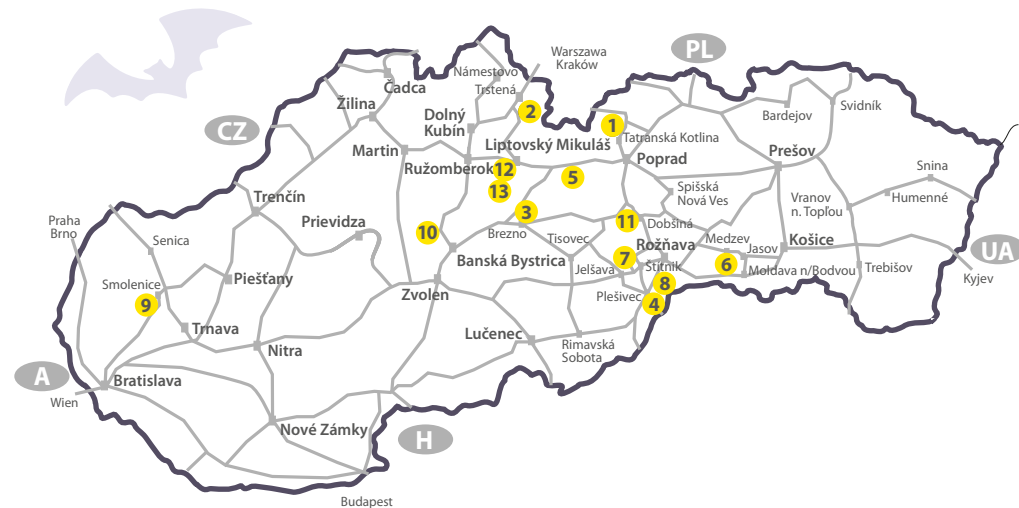 Warszawa
Kraków
PL
Námestovo
Trstená
Čadca
Žilina
2
Svidník
Bardejov
CZ
Dolný
Kubín
1
Tatranská Kotlina
Martin
Liptovský Mikuláš
Ružomberok
12
Poprad
Prešov
5
13
Spišská
Nová Ves
Snina
Humenné
Trenčín
Vranov
n. Topľou
Praha
Brno
Prievidza
3
11
Dobšiná
10
Brezno
Tisovec
Rožňava
Medzev
Jasov
Košice
UA
Senica
Banská Bystrica
7
Štítnik
6
Jelšava
Moldava n/Bodvou
Trebišov
Kyjev
Piešťany
Smolenice
9
Zvolen
8
Plešivec
4
Trnava
Lučenec
Nitra
Rimavská
Sobota
A
Bratislava
Wien
Nové Zámky
H
Budapest